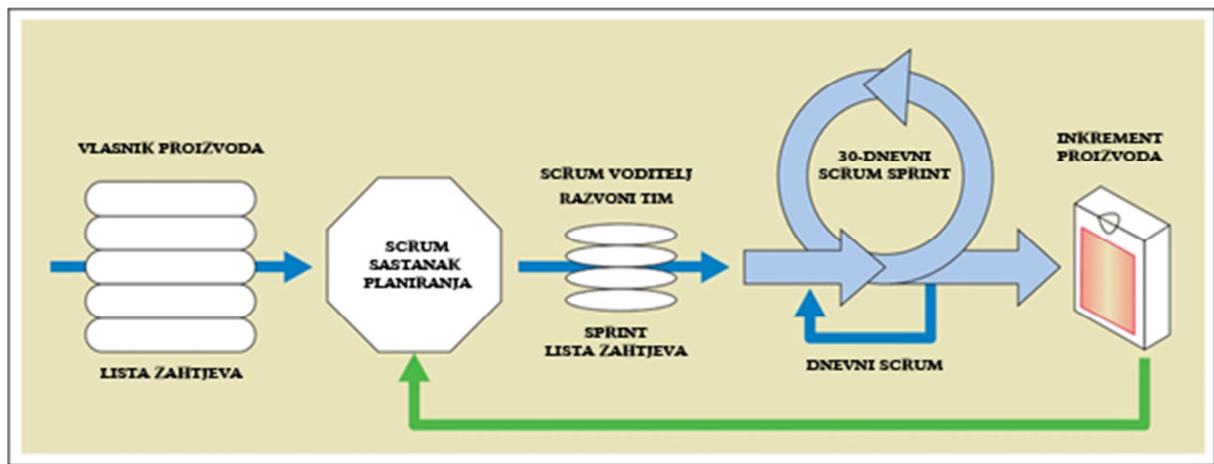 VLASNIK PROIZVODA
LISTA ZAHTJEVA
SCRUM
SASTANAK
PLANIRANJA
SCRUM VODITELJ
RAZVONI TIM
SPRINT
LISTA ZAHTJEVA
30-DNEVNI
SCRUM SPRINT
DNEVNI SCRUM
INKREMENT
PROIZVODA